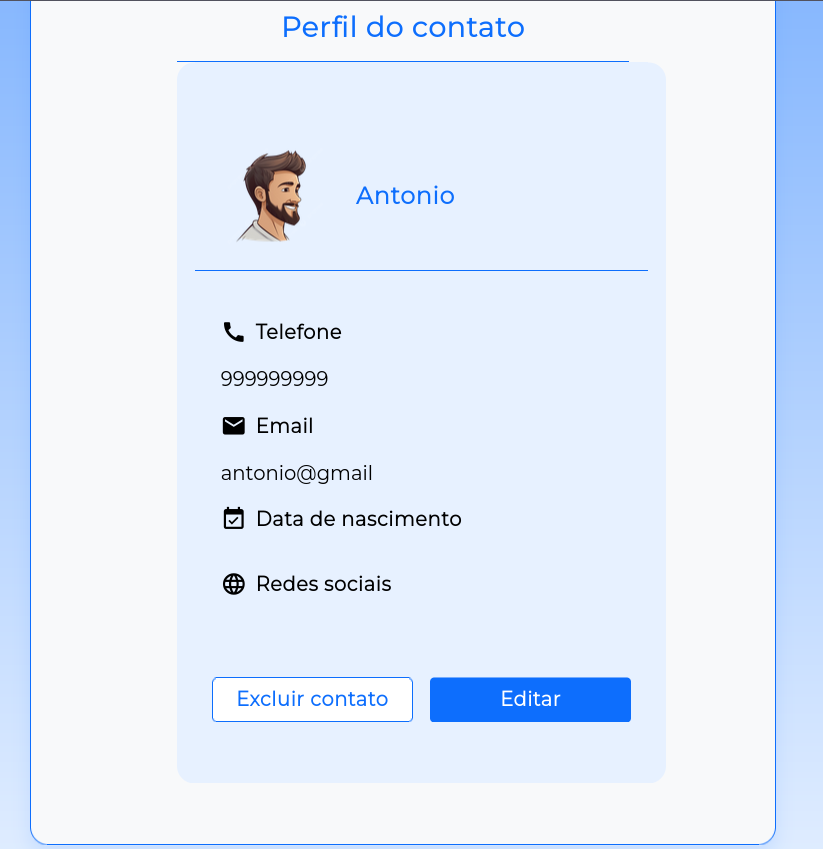 Perfil do contato
Antonio
Telefone
999999999
Email
antonio@gmail
Data de nascimento
Redes sociais
Excluir contato
Editar